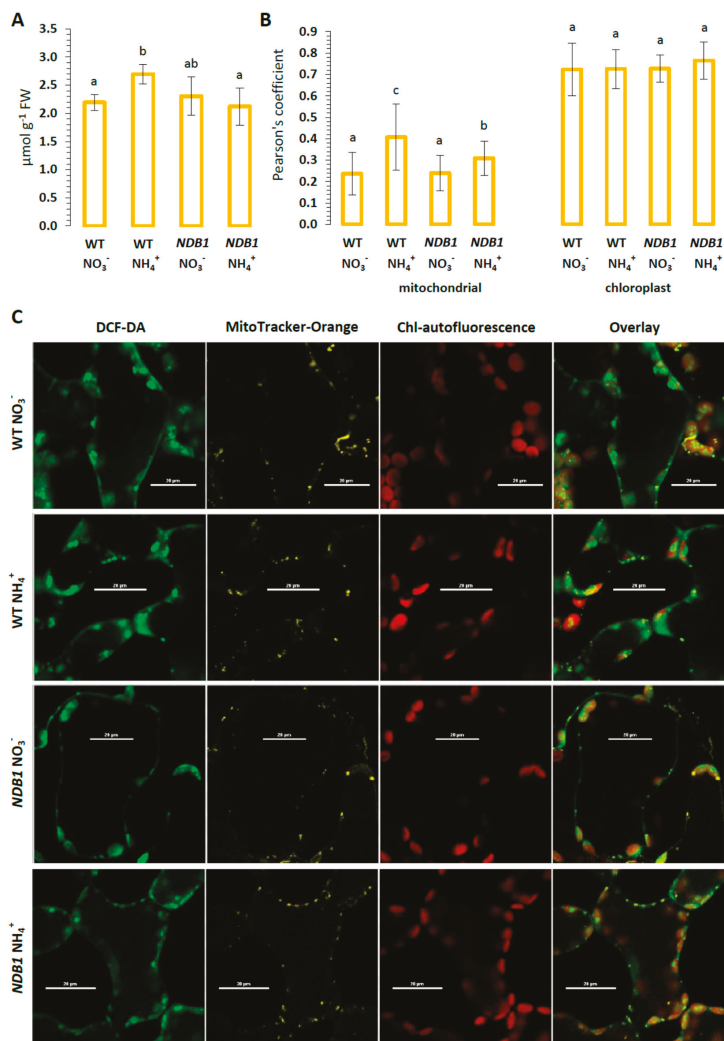 A
B
µmol g⁻¹ FW
3.5
3.0
2.5
2.0
1.5
1.0
0.5
0.0
a
b
ab
a
WT WT NDB1 NDB1
NO₃⁻ NH₄⁺ NO₃⁻ NH₄⁺
Pearson's coefficient
0.9
0.8
0.7
0.6
0.5
0.4
0.3
0.2
0.1
0.0
a
c
a
b
a
a
a
a
WT WT NDB1 NDB1 WT WT NDB1 NDB1
NO₃⁻ NH₄⁺ NO₃⁻ NH₄⁺ NO₃⁻ NH₄⁺ NO₃⁻ NH₄⁺
mitochondrial chloroplast
C
DCF-DA MitoTracker-Orange Chl-autofluorescence Overlay
WT NO₃⁻
20 µm 20 µm 20 µm 20 µm
WT NH₄⁺
20 µm 20 µm 20 µm 20 µm
NDB1 NO₃⁻
20 µm 20 µm 20 µm 20 µm
NDB1 NH₄⁺
20 µm 20 µm 20 µm 20 µm